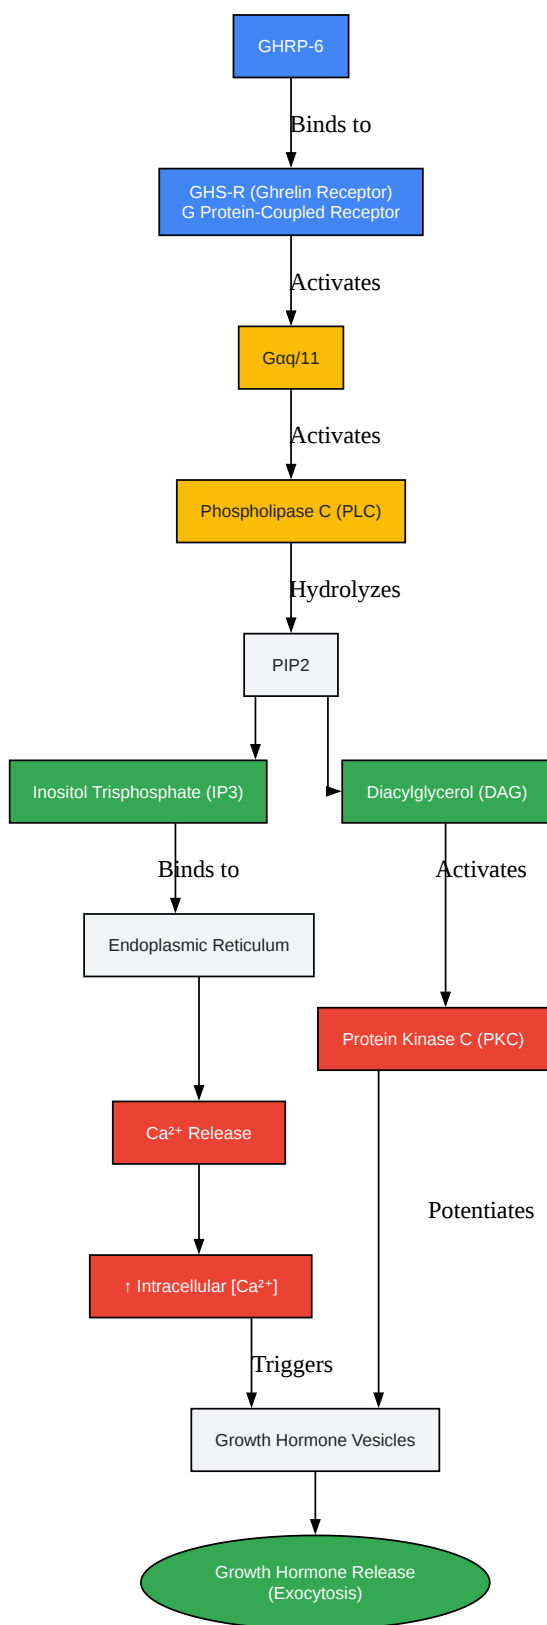 GHRP-6
Binds to
GHS-R (Ghrelin Receptor)
G Protein-Coupled Receptor
Activates
Gαq/11
Activates
Phospholipase C (PLC)
Hydrolyzes
PIP2
Inositol Trisphosphate (IP3)
Diacylglycerol (DAG)
Binds to
Activates
Endoplasmic Reticulum
Protein Kinase C (PKC)
Ca²⁺ Release
Potentiates
↑ Intracellular [Ca²⁺]
Triggers
Growth Hormone Vesicles
Growth Hormone Release
(Exocytosis)